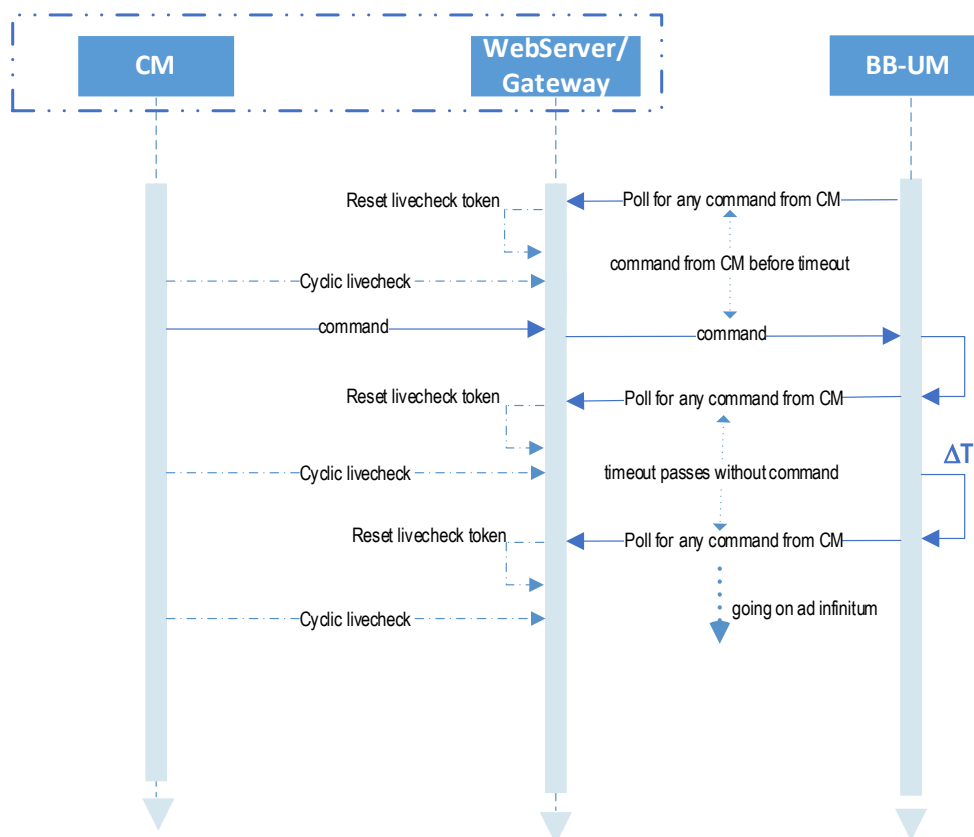 CM
WebServer/
Gateway
BB-UM
Reset livecheck token
Poll for any command from CM
command from CM before timeout
Cyclic livecheck
command
command
Reset livecheck token
Poll for any command from CM
timeout passes without command
ΔT
Cyclic livecheck
Reset livecheck token
Poll for any command from CM
going on ad infinitum
Cyclic livecheck